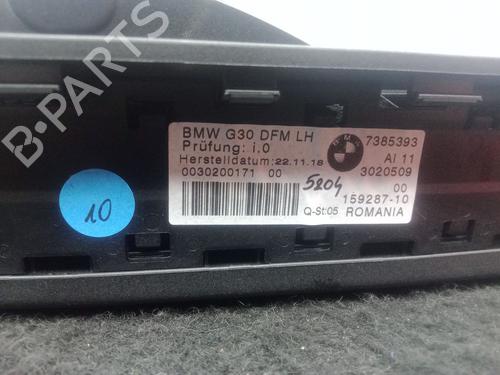 BMW G30 DFM LH
Prüfung: i.O
Herstelldatum: 22.11.18
0030200171 00
5204
BMW
7385393
AI 11
3020509
00
159287-10
Q-St:05 ROMANIA
10
B-PARTS